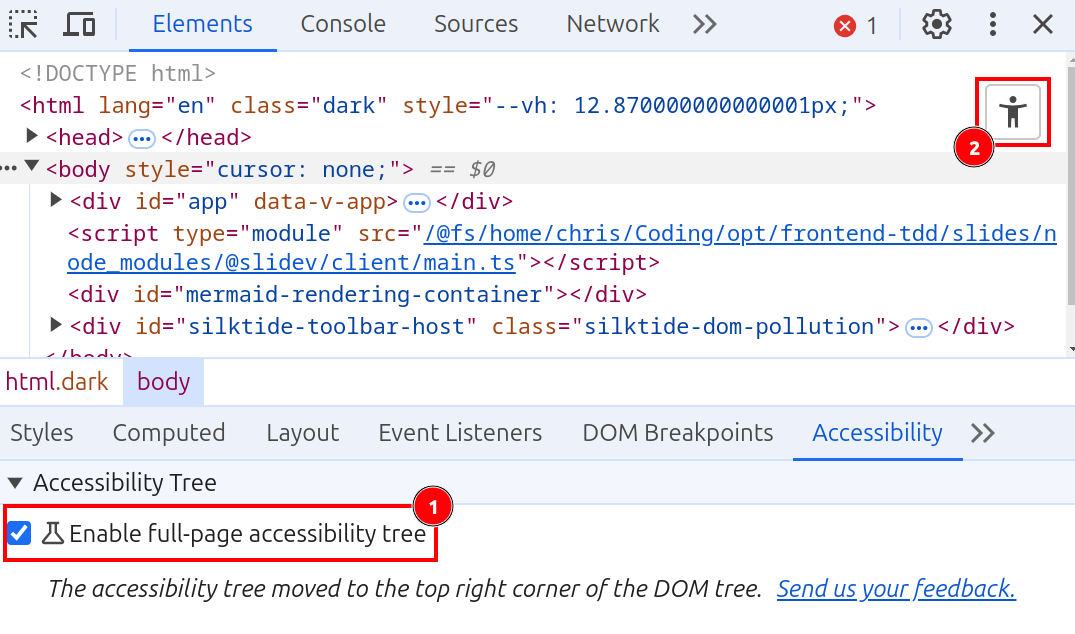 Elements Console Sources Network 1
<!DOCTYPE html>
<html lang="en" class="dark" style="--vh: 12.870000000000001px;">
<head> ••• </head>
2
••• <body style="cursor: none;"> == $0
<div id="app" data-v-app> ••• </div>
<script type="module" src="/@fs/home/chris/Coding/opt/frontend-tdd/slides/n
ode_modules/@slidev/client/main.ts"></script>
<div id="mermaid-rendering-container"></div>
<div id="silktide-toolbar-host" class="silktide-dom-pollution"> ••• </div>
</body>
html.dark body
Styles Computed Layout Event Listeners DOM Breakpoints Accessibility
Accessibility Tree
1
Enable full-page accessibility tree
The accessibility tree moved to the top right corner of the DOM tree. Send us your feedback.